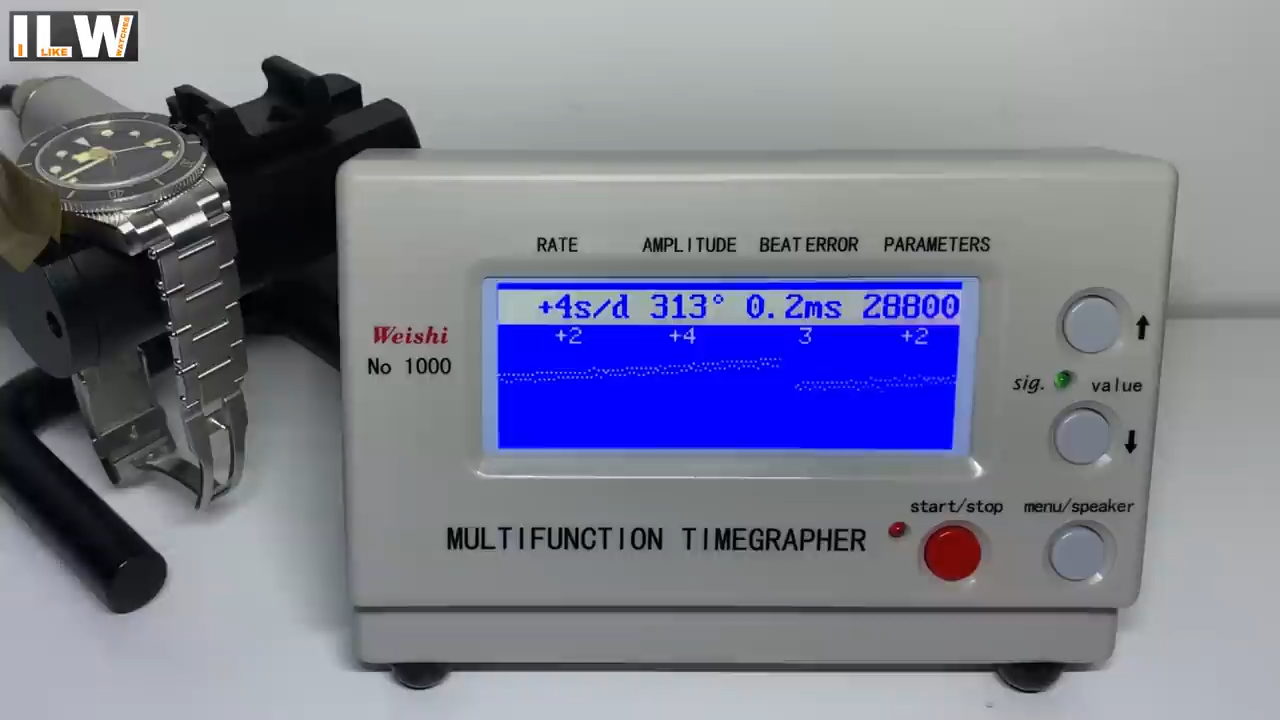 ILW
I LIKE WATCHES
RATE AMPLITUDE BEAT ERROR PARAMETERS
+4s/d 313° 0.2ms 28800
+2 +4 3 +2
Weishi
No 1000
sig. value
start/stop menu/speaker
MULTIFUNCTION TIMEGRAPHER